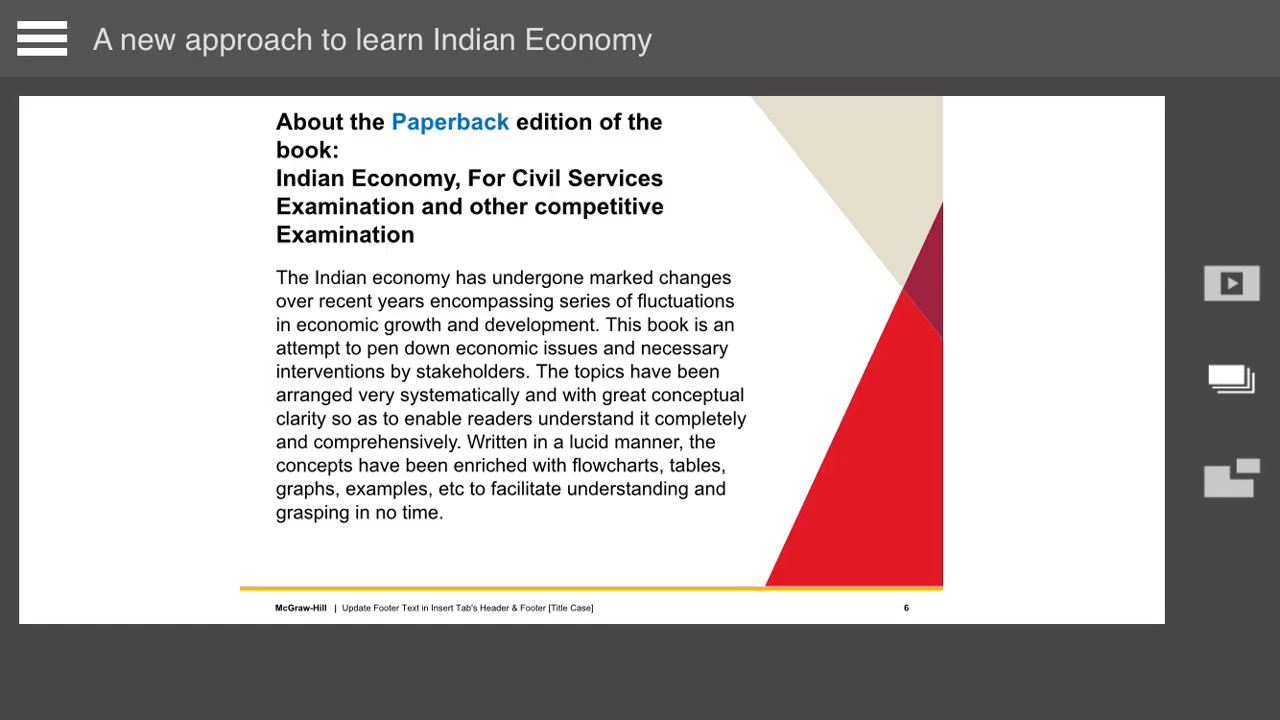 A new approach to learn Indian Economy
About the Paperback edition of the
book:
Indian Economy, For Civil Services
Examination and other competitive
Examination
The Indian economy has undergone marked changes
over recent years encompassing series of fluctuations
in economic growth and development. This book is an
attempt to pen down economic issues and necessary
interventions by stakeholders. The topics have been
arranged very systematically and with great conceptual
clarity so as to enable readers understand it completely
and comprehensively. Written in a lucid manner, the
concepts have been enriched with flowcharts, tables,
graphs, examples, etc to facilitate understanding and
grasping in no time.
McGraw-Hill | Update Footer Text in Insert Tab's Header & Footer [Title Case] 6